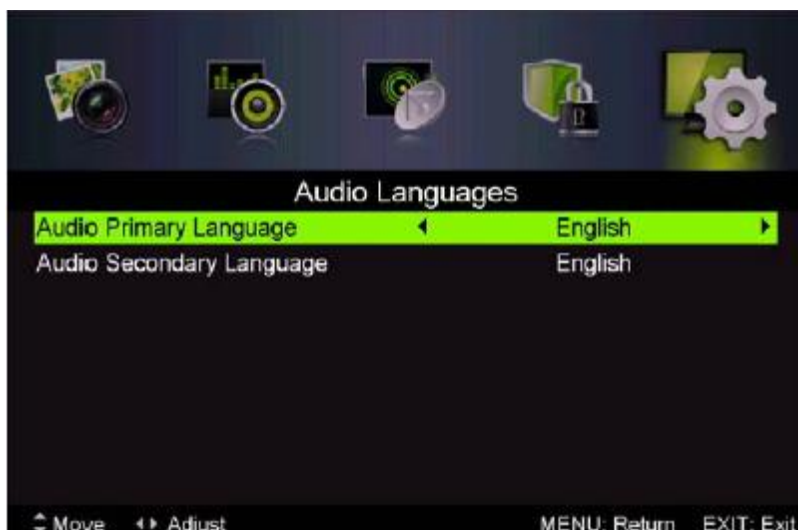 Audio Languages
Audio Primary Language English
Audio Secondary Language English
Move Adjust MENU: Return EXIT: Exit